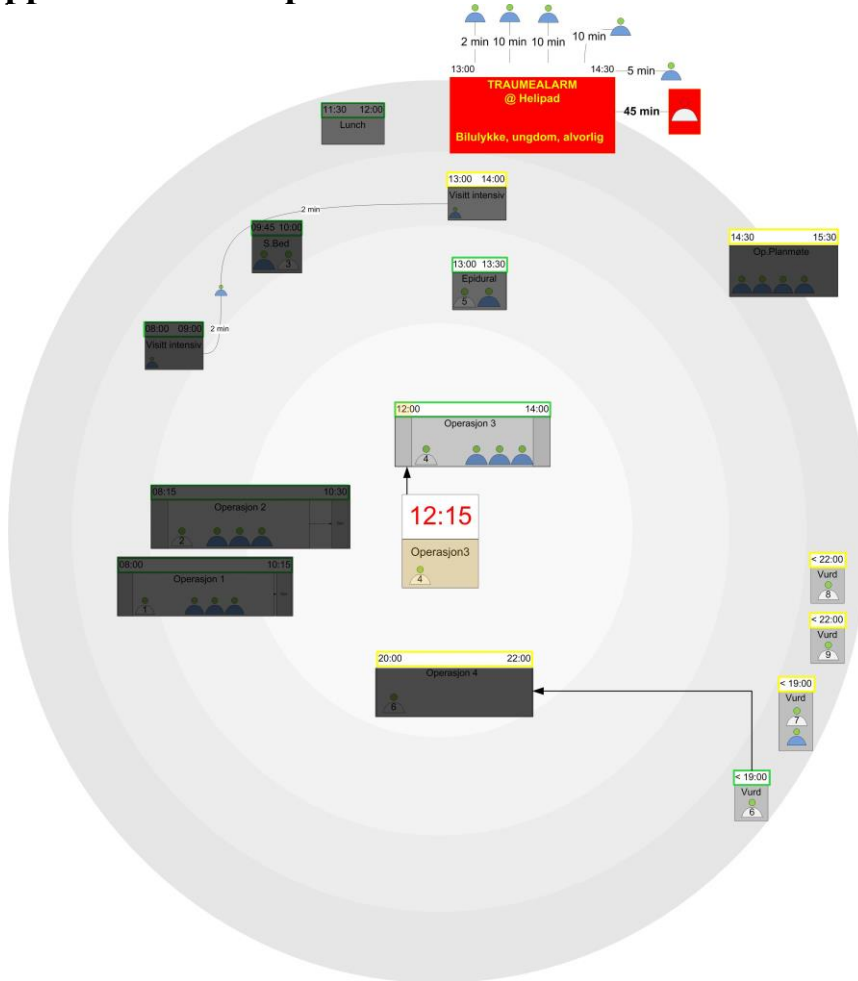 2 min 10 min 10 min 10 min
13:00 14:30 5 min
TRAUMEALARM
@ Helipad
45 min
Bilulykke, ungdom, alvorlig
11:30 12:00
Lunch
13:00 14:00
Visitt intensiv
2 min
09:45 10:00
S.Bed
3
14:30 15:30
Op.Planmøte
13:00 13:30
Epidural
5
08:00 09:00
2 min
Visitt intensiv
12:00 14:00
Operasjon 3
4
08:15 10:30
Operasjon 2
2
12:15
Operasjon3
4
08:00 10:15
Operasjon 1
1
< 22:00
Vurd
8
< 22:00
Vurd
9
20:00 22:00
Operasjon 4
6
< 19:00
Vurd
7
< 19:00
Vurd
6